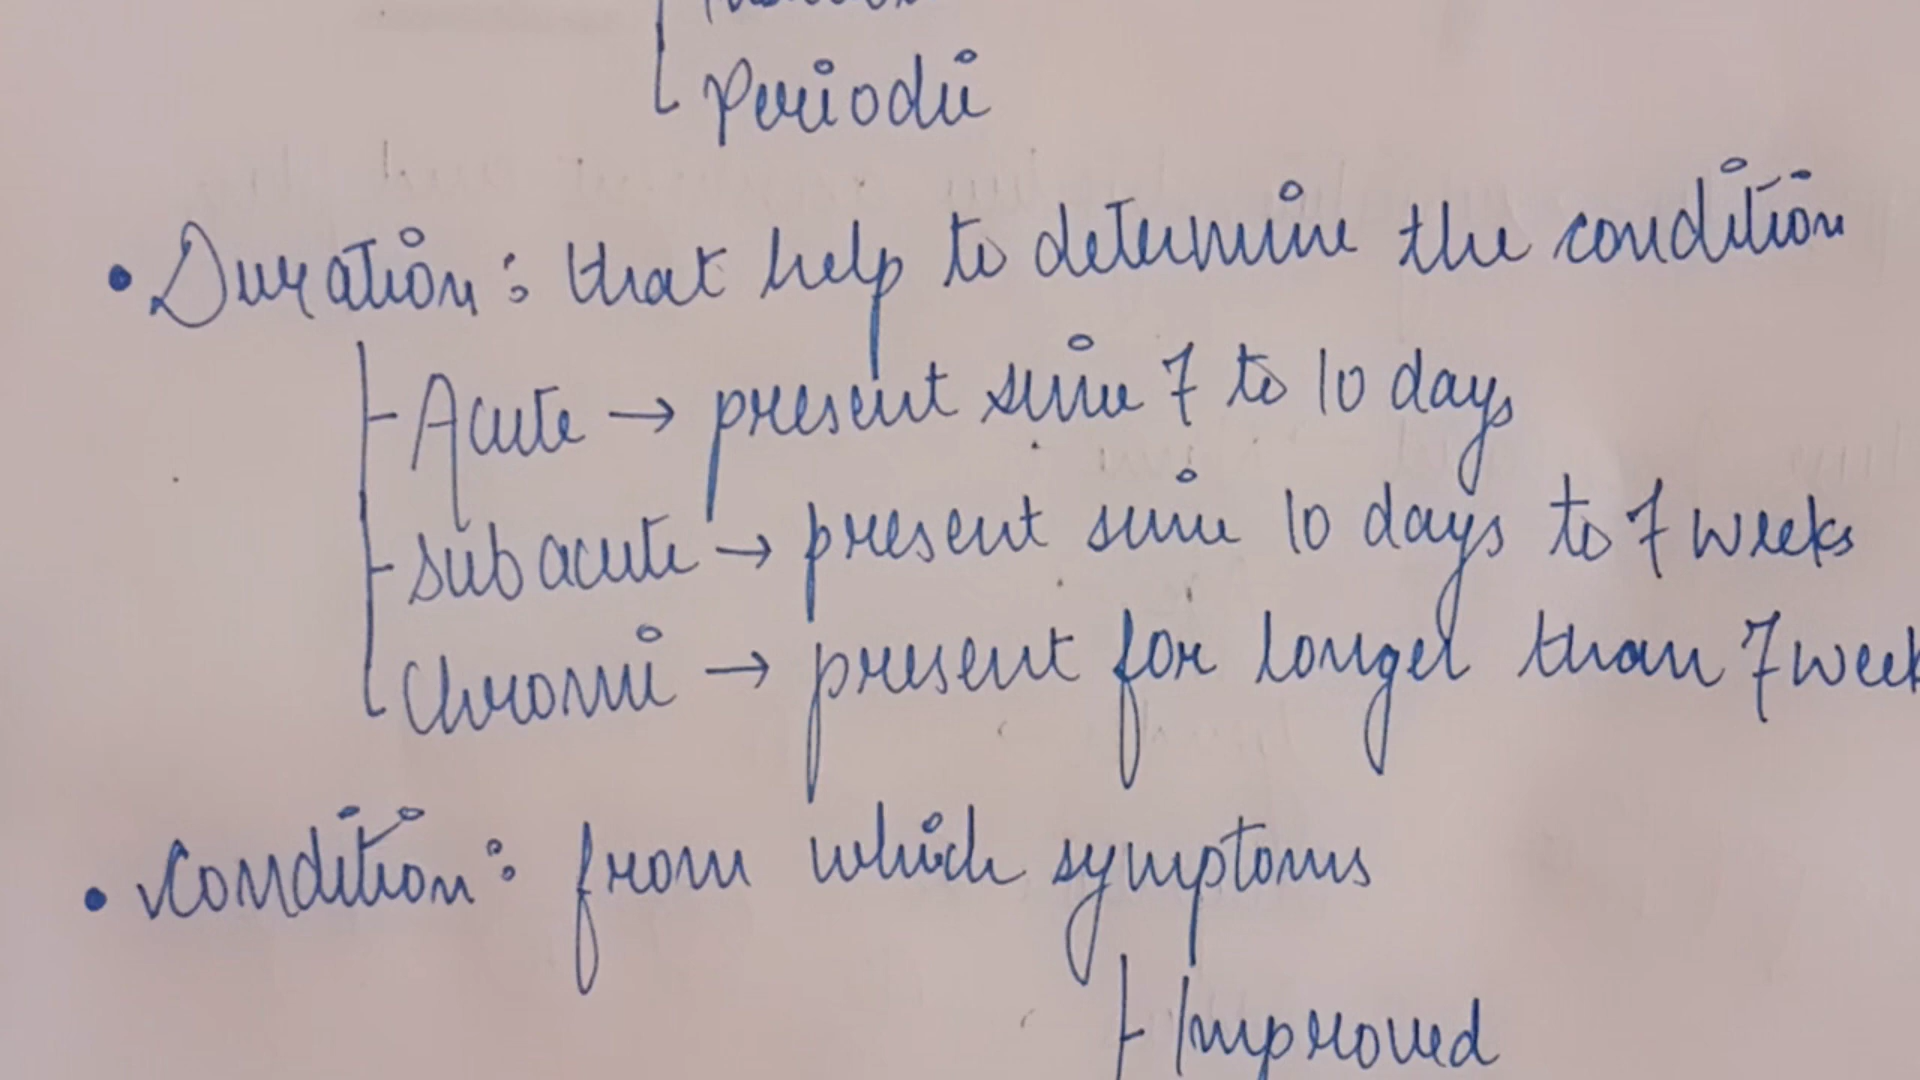 Periodic
• Duration : that help to determine the condition
Acute → present since 7 to 10 days
subacute → present since 10 days to 7 weeks
Chronic → present for longer than 7 week
• Condition : from which symptoms
Improved